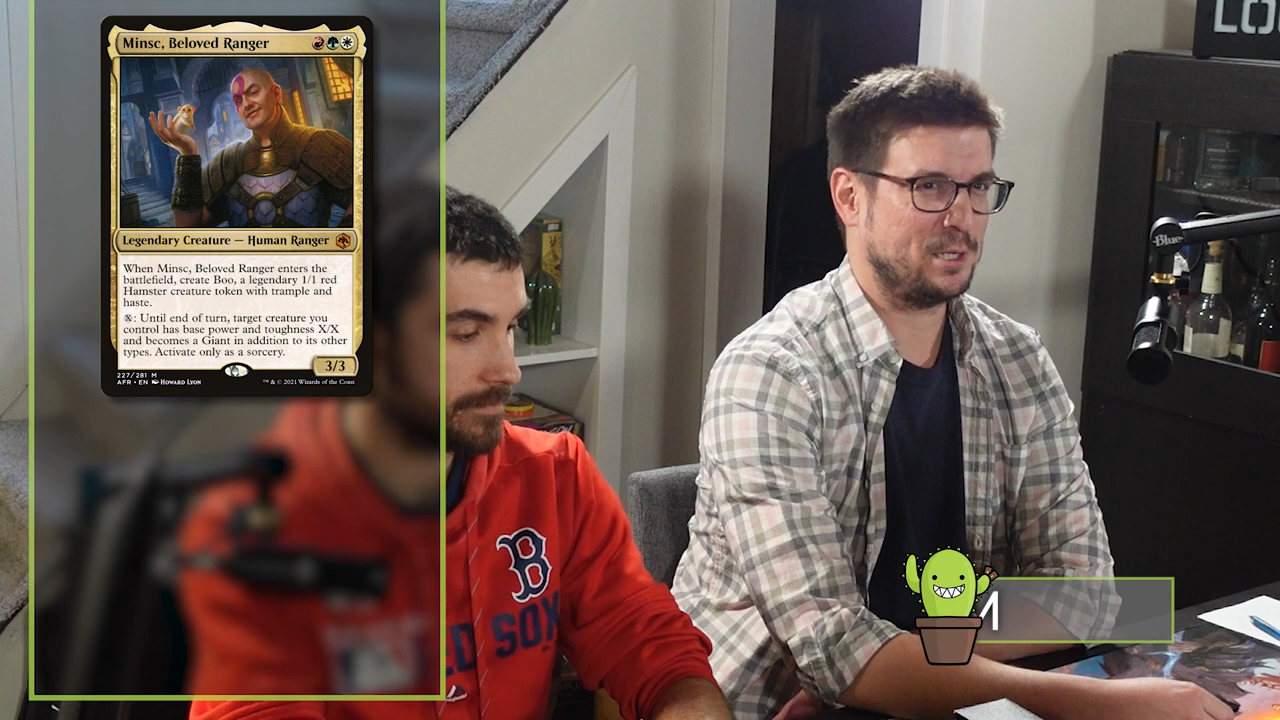 Minsc, Beloved Ranger
Legendary Creature — Human Ranger
When Minsc, Beloved Ranger enters the
battlefield, create Boo, a legendary 1/1 red
Hamster creature token with trample and
haste.
X: Until end of turn, target creature you
control has base power and toughness X/X
and becomes a Giant in addition to its other
types. Activate only as a sorcery.
3/3
227/281 M
AFR • EN Howard Lyon
™ & © 2021 Wizards of the Coast
B
SOX
Blue